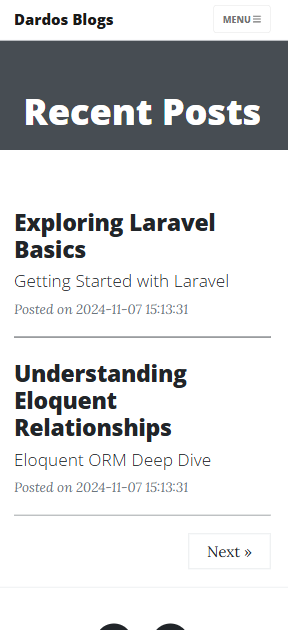 Dardos Blogs
MENU
Recent Posts
Exploring Laravel
Basics
Getting Started with Laravel
Posted on 2024-11-07 15:13:31
Understanding
Eloquent
Relationships
Eloquent ORM Deep Dive
Posted on 2024-11-07 15:13:31
Next »